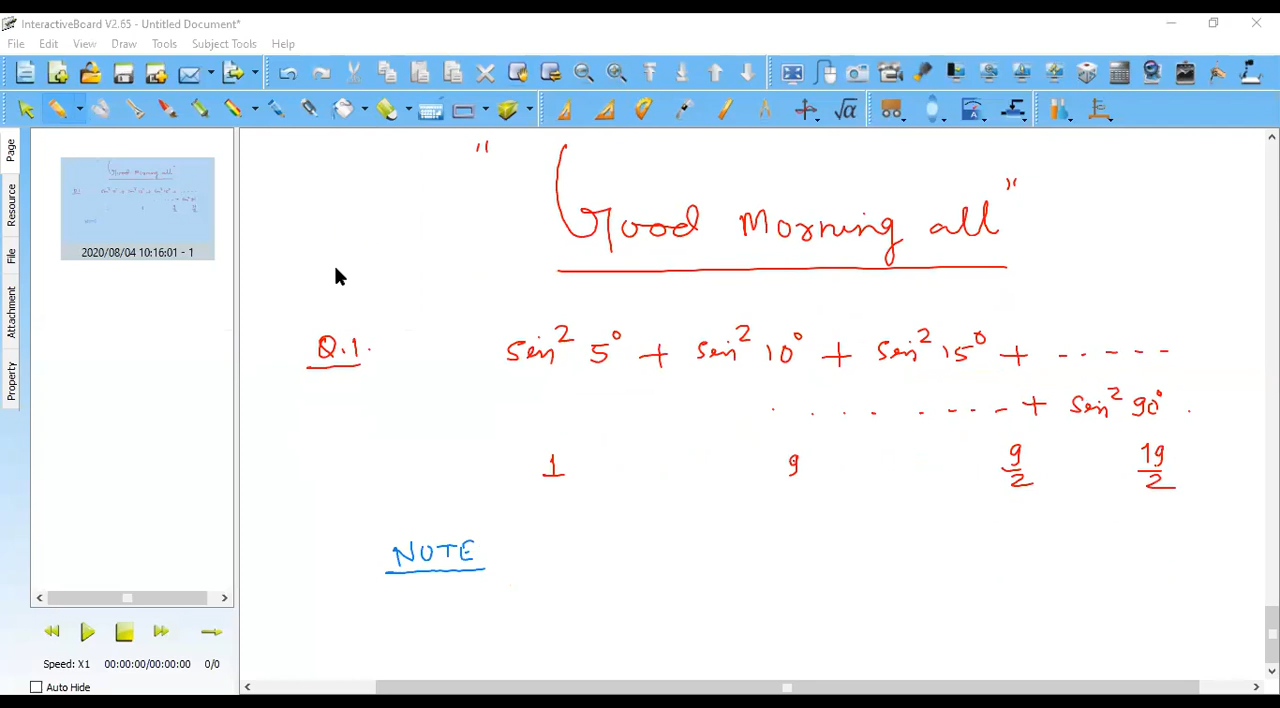 InteractiveBoard V2.65 - Untitled Document*
File Edit View Draw Tools Subject Tools Help
Page
Resource
File
Attachment
Property
2020/08/04 10:16:01 - 1
" Good Morning all "
Q.1. sin² 5° + sin² 10° + sin² 15° + ......
........... + sin² 90° .
1 9 9/2 19/2
NOTE
Speed: X1 00:00:00/00:00:00 0/0
Auto Hide